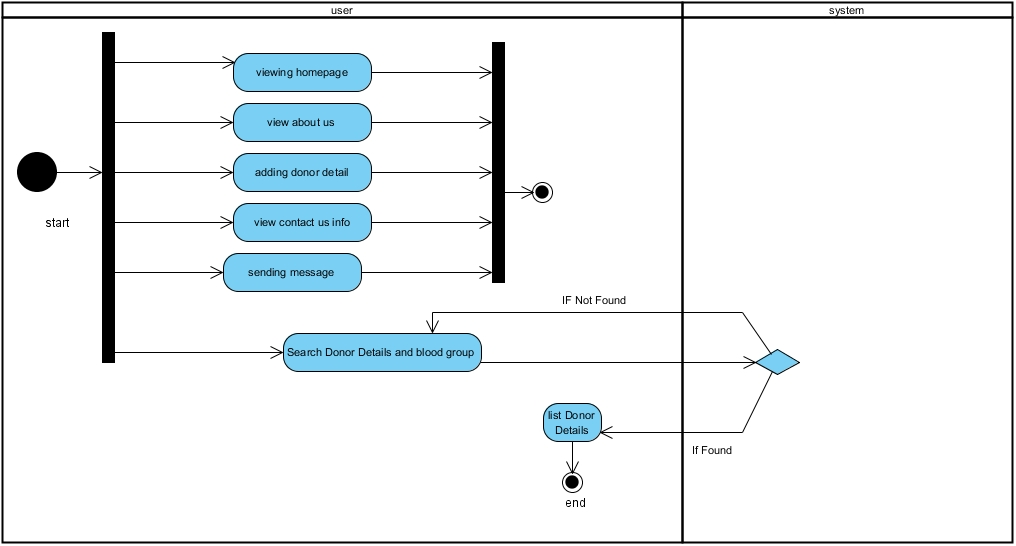 user
system
viewing homepage
view about us
adding donor detail
start
view contact us info
sending message
IF Not Found
Search Donor Details and blood group
list Donor
Details
If Found
end